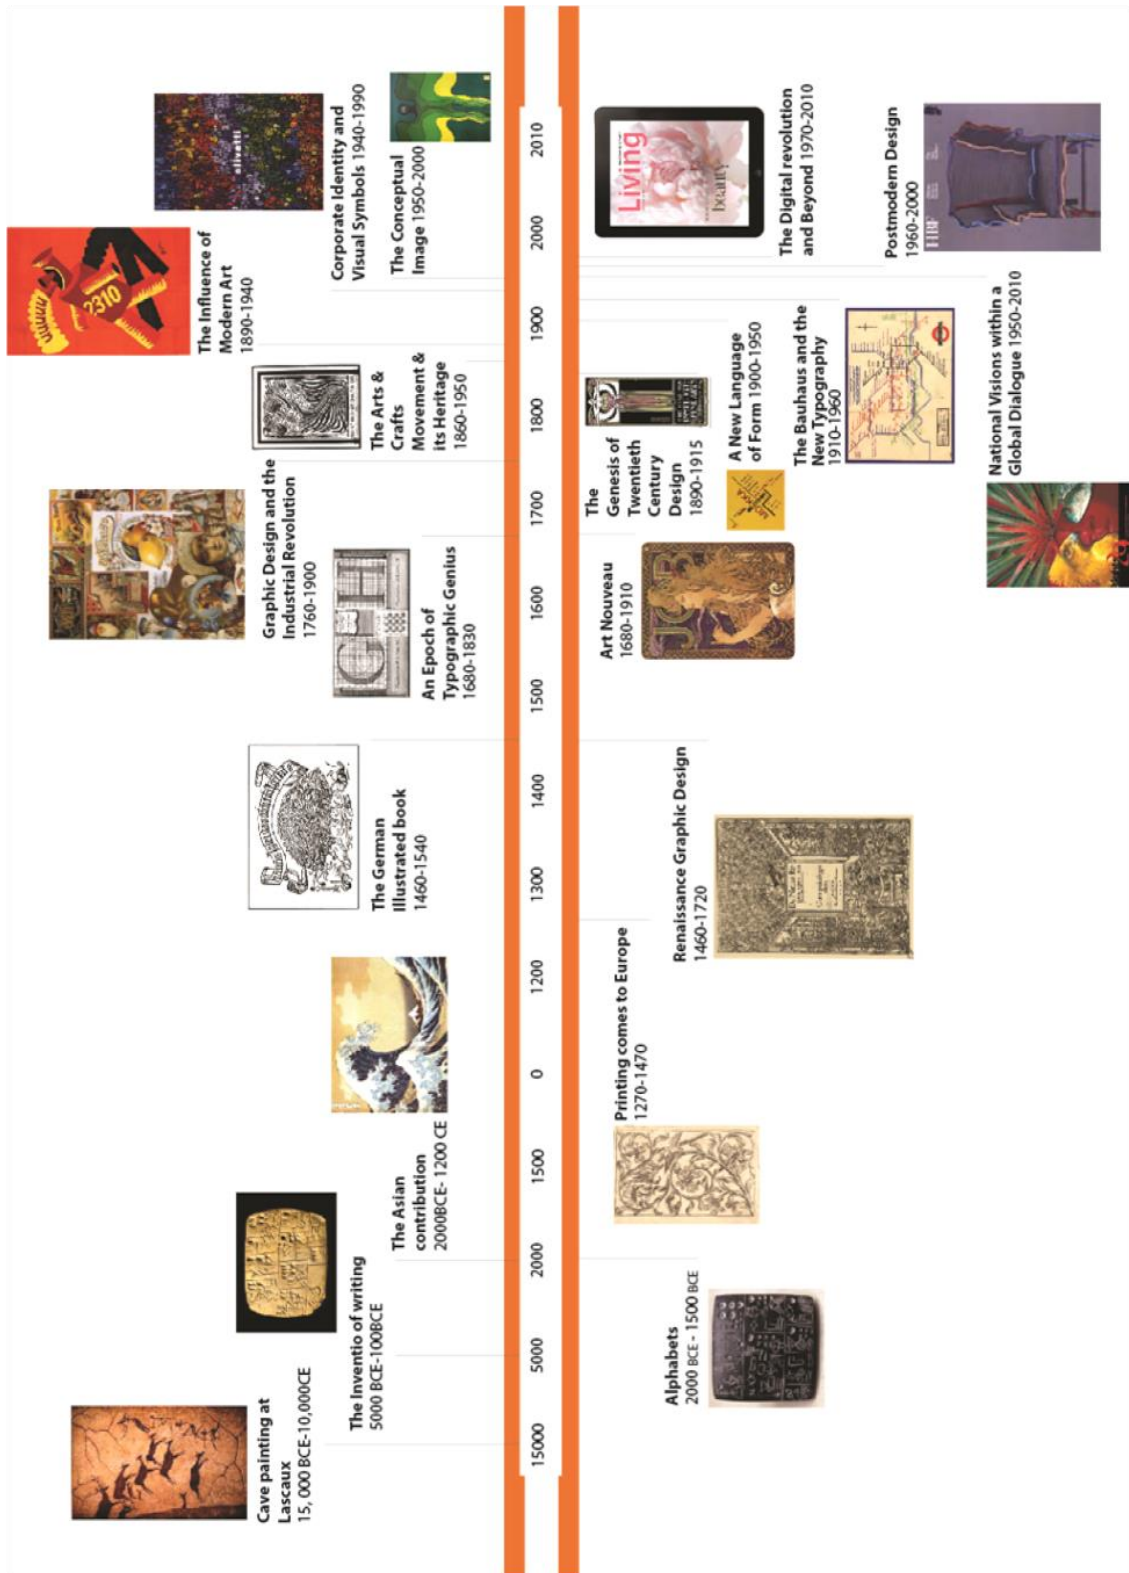 Cave painting at
Lascaux
15, 000 BCE-10,000CE
The Inventio of writing
5000 BCE-100BCE
The Asian
contribution
2000BCE- 1200 CE
The German
Illustrated book
1460-1540
An Epoch of
Typographic Genius
1680-1830
Graphic Design and the
Industrial Revolution
1760-1900
The Arts &
Crafts
Movement &
its Heritage
1860-1950
The Influence of
Modern Art
1890-1940
2310
Corporate Identity and
Visual Symbols 1940-1990
olivetti
The Conceptual
Image 1950-2000
15000
5000
2000
1500
0
1200
1300
1400
1500
1600
1700
1800
1900
2000
2010
Alphabets
2000 BCE - 1500 BCE
Printing comes to Europe
1270-1470
Renaissance Graphic Design
1460-1720
Art Nouveau
1680-1910
JOB
The
Genesis of
Twentieth
Century
Design
1890-1915
A New Language
of Form 1900-1950
The Bauhaus and the
New Typography
1910-1960
National Visions within a
Global Dialogue 1950-2010
The Digital revolution
and Beyond 1970-2010
Living
beauty
Postmodern Design
1960-2000